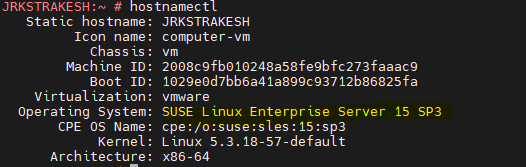 JRKSTRAKESH:~ # hostnamectl
Static hostname: JRKSTRAKESH
Icon name: computer-vm
Chassis: vm
Machine ID: 2008c9fb010248a58fe9bfc273faaac9
Boot ID: 1029e0d7bb6a41a899c93712b86825fa
Virtualization: vmware
Operating System: SUSE Linux Enterprise Server 15 SP3
CPE OS Name: cpe:/o:suse:sles:15:sp3
Kernel: Linux 5.3.18-57-default
Architecture: x86-64